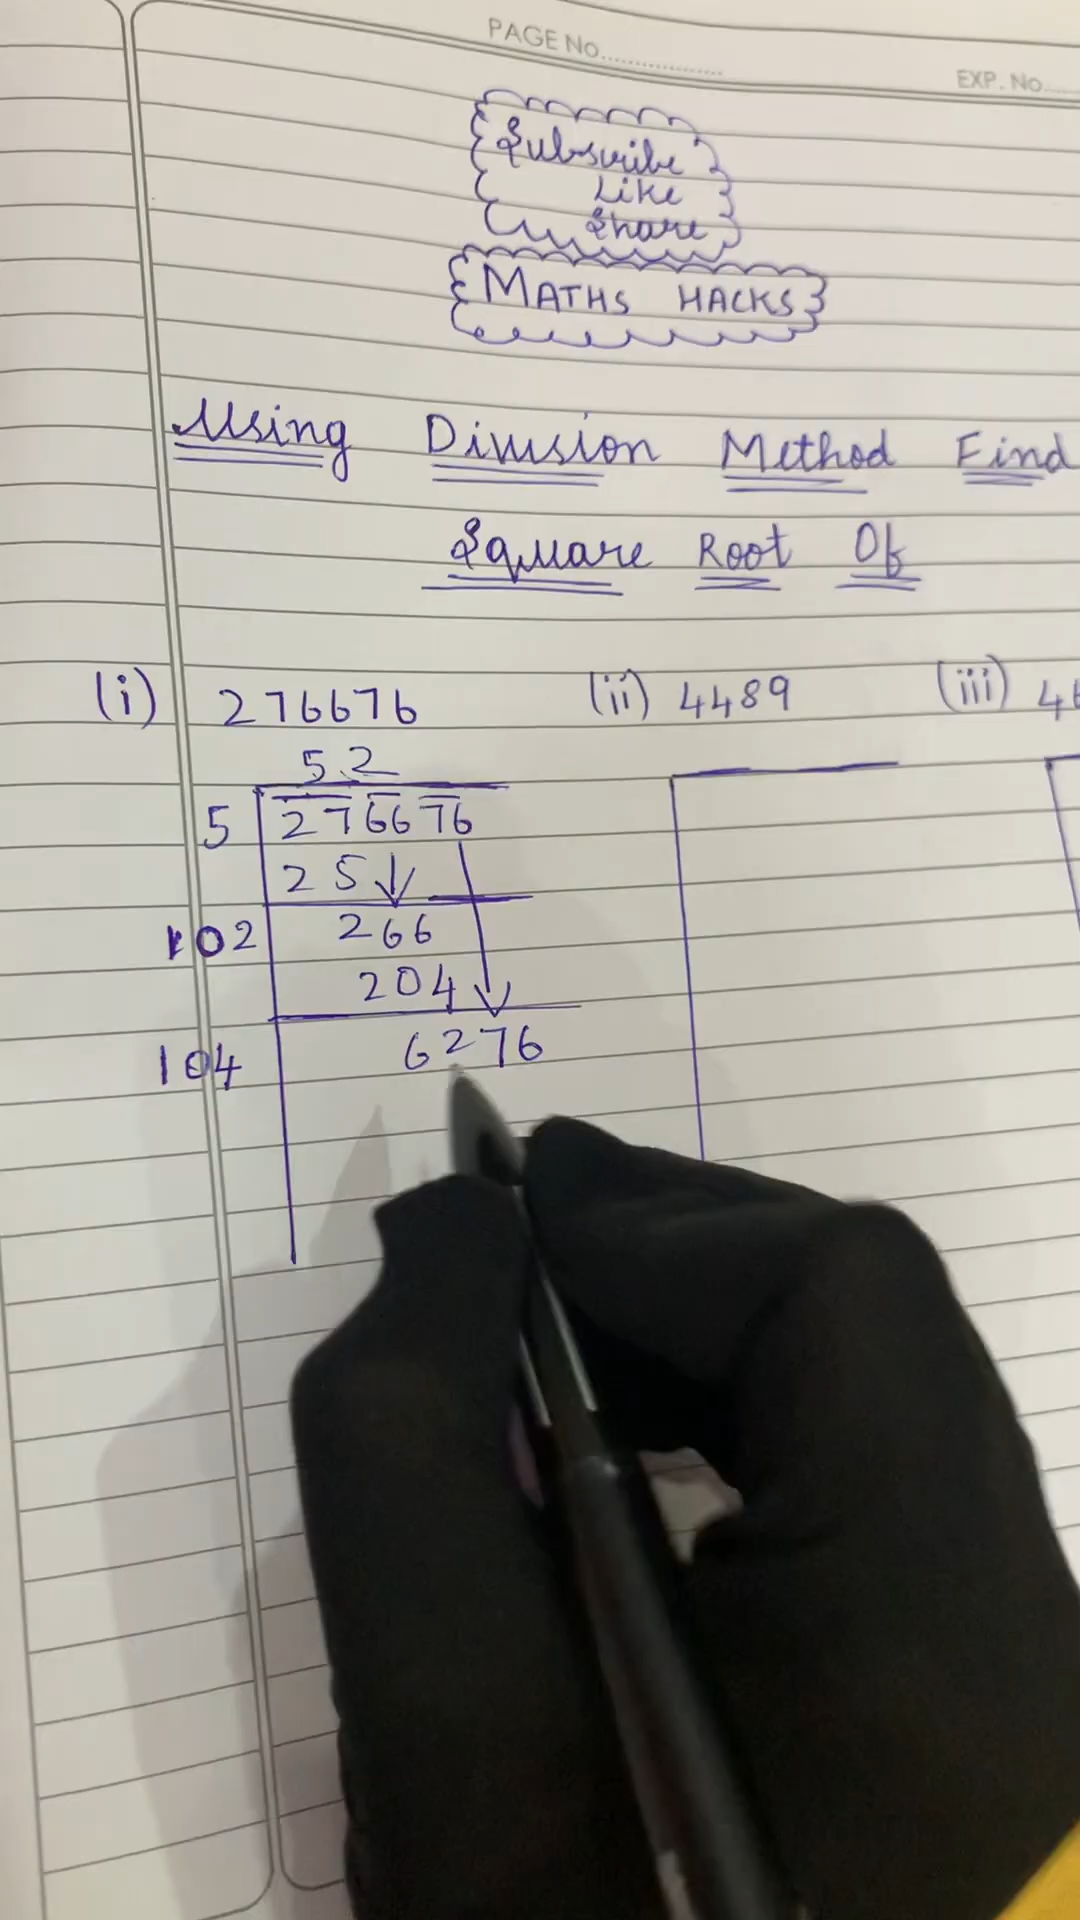 PAGE No.
EXP. No.
Subscribe
Like
Share
MATHS HACKS
Using Division Method Find
Square Root Of
(i) 276676 (ii) 4489 (iii)
52
5 276676
25
102 266
204
104 6276